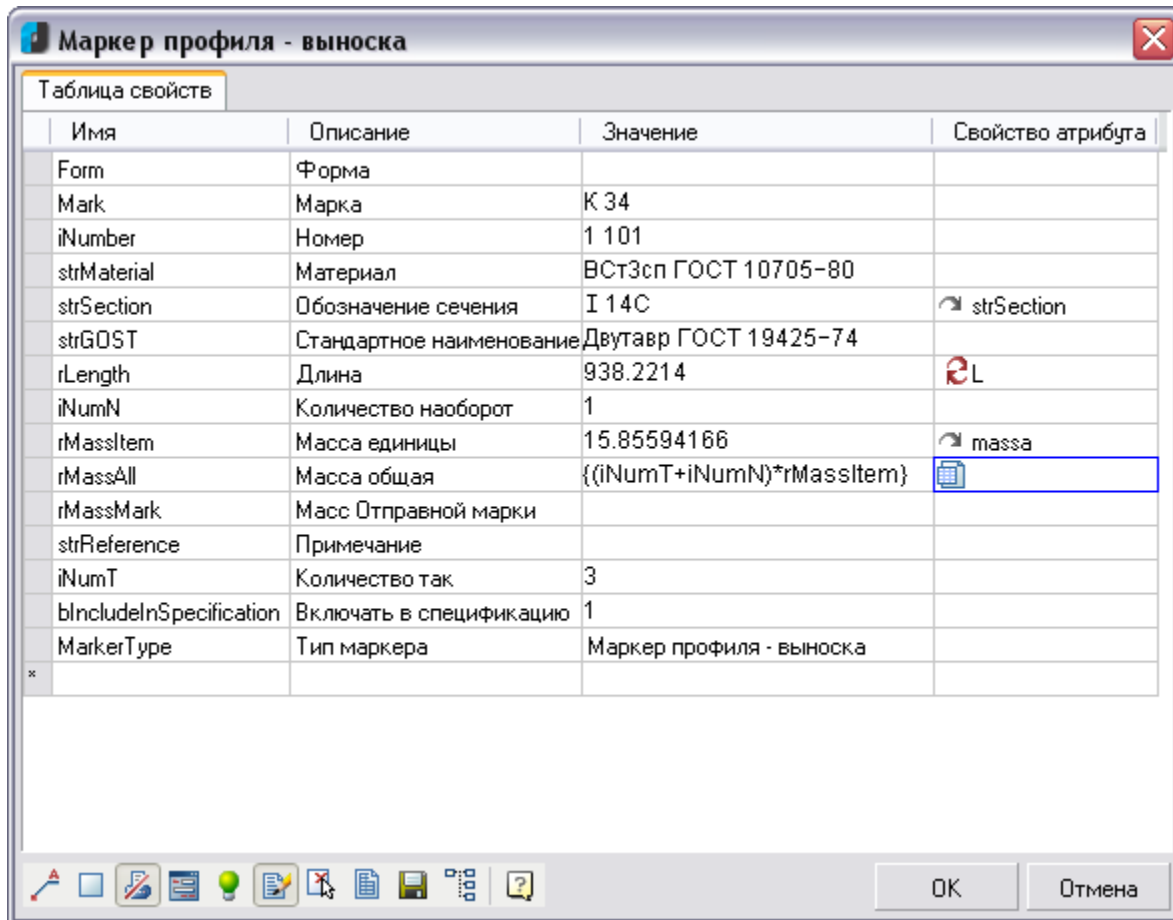 Маркер профиля - выноска
Таблица свойств
Имя Описание Значение Свойство атрибута
Form Форма
Mark Марка К 34
iNumber Номер 1 101
strMaterial Материал ВСт3сп ГОСТ 10705-80
strSection Обозначение сечения I 14С strSection
strGOST Стандартное наименование Двутавр ГОСТ 19425-74
rLength Длина 938.2214 L
iNumN Количество наоборот 1
rMassItem Масса единицы 15.85594166 massa
rMassAll Масса общая {(iNumT+iNumN)*rMassItem}
rMassMark Масс Отправной марки
strReference Примечание
iNumT Количество так 3
bIncludeInSpecification Включать в спецификацию 1
MarkerType Тип маркера Маркер профиля - выноска
*
OK Отмена